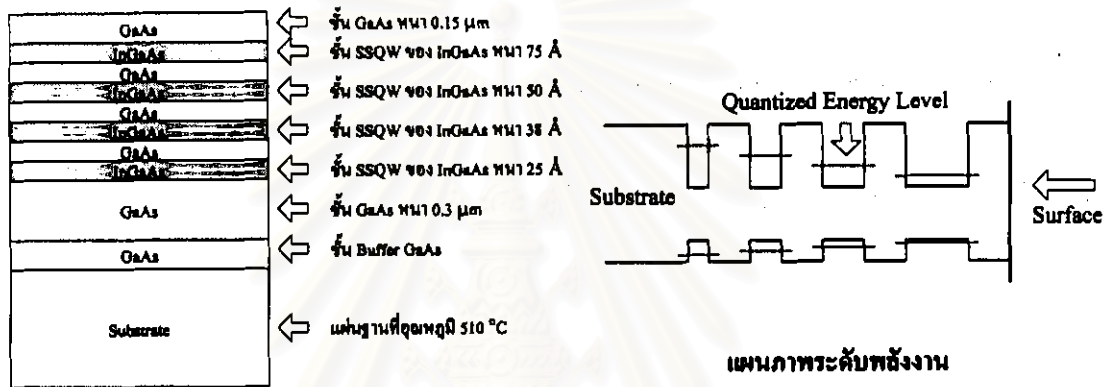 GaAs
ชั้น GaAs หนา 0.15 µm
InGaAs
ชั้น SSQW ของ InGaAs หนา 75 Å
GaAs
InGaAs
ชั้น SSQW ของ InGaAs หนา 50 Å
GaAs
InGaAs
ชั้น SSQW ของ InGaAs หนา 38 Å
GaAs
InGaAs
ชั้น SSQW ของ InGaAs หนา 25 Å
GaAs
ชั้น GaAs หนา 0.3 µm
GaAs
ชั้น Buffer GaAs
Substrate
แผ่นฐานที่อุณหภูมิ 510 °C
Quantized Energy Level
Substrate
Surface
แผนภาพระดับพลังงาน